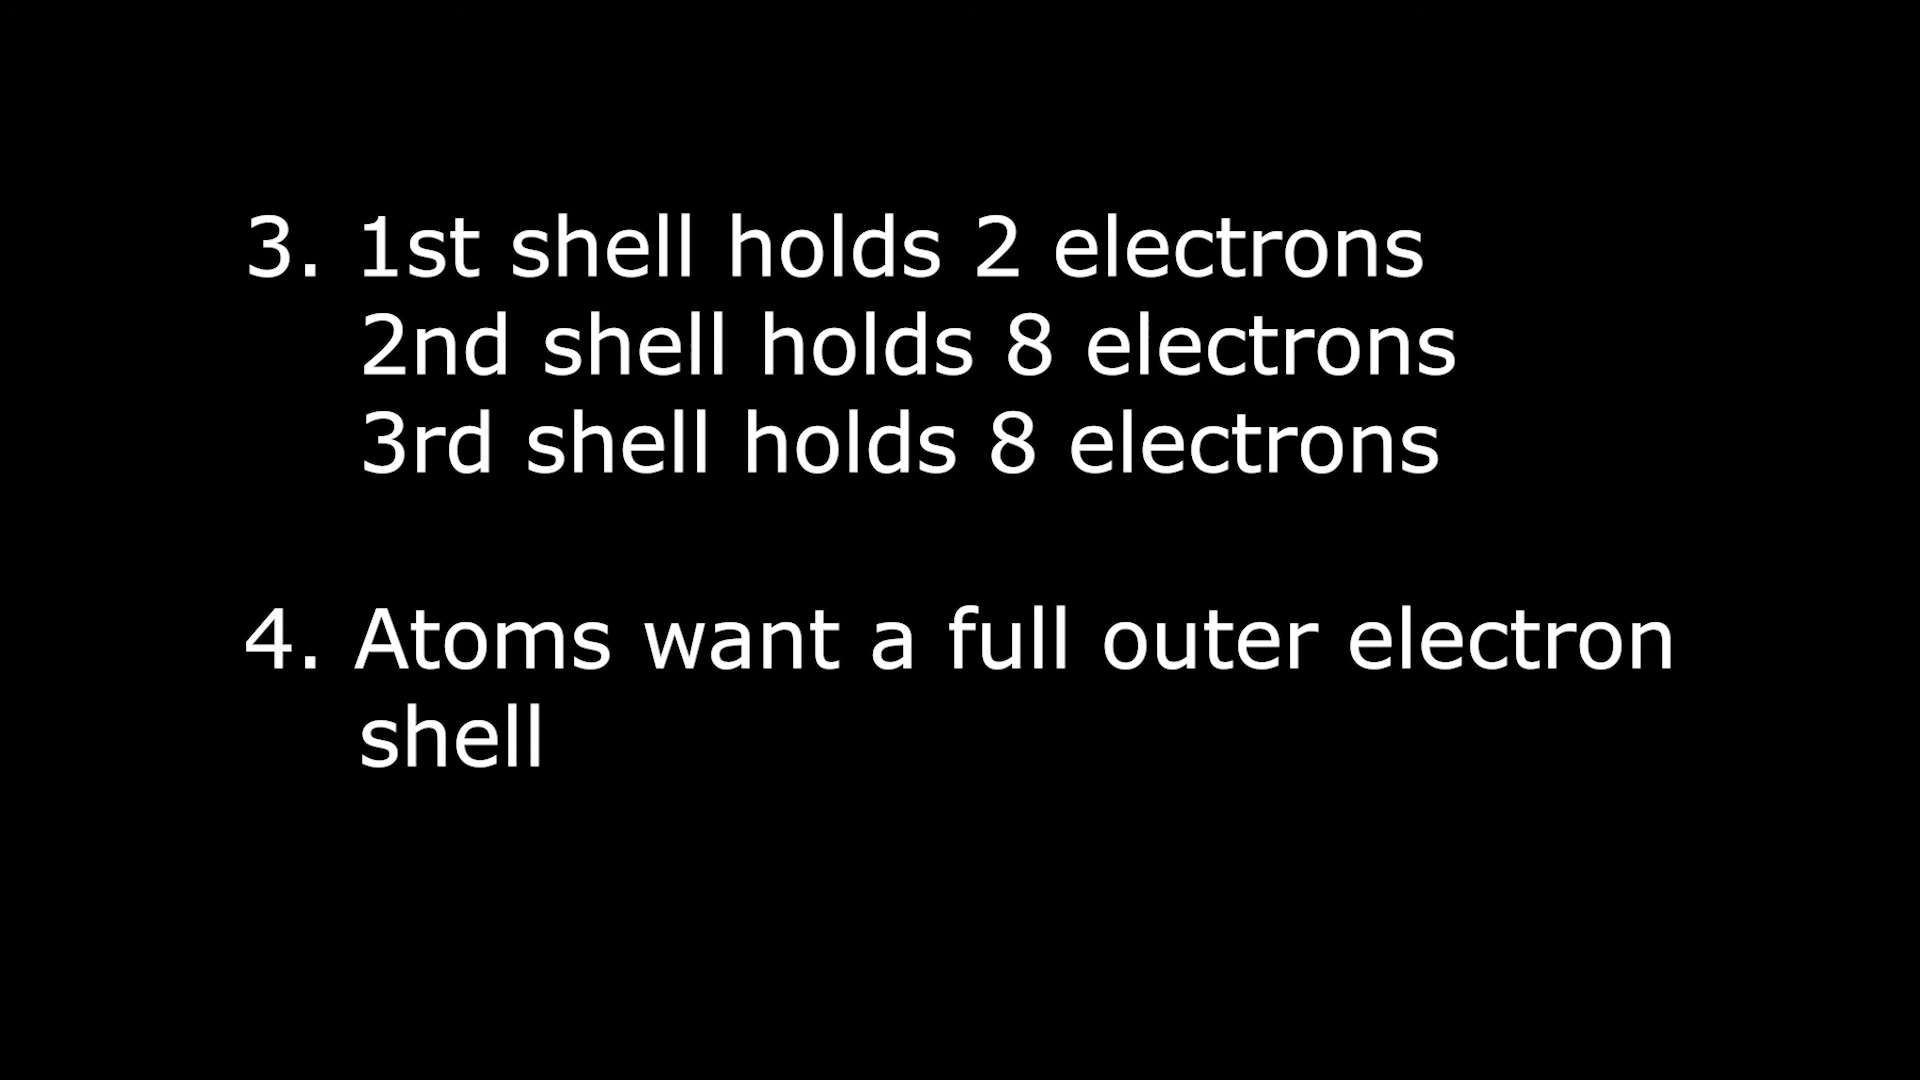 3. 1st shell holds 2 electrons
2nd shell holds 8 electrons
3rd shell holds 8 electrons
4. Atoms want a full outer electron
shell